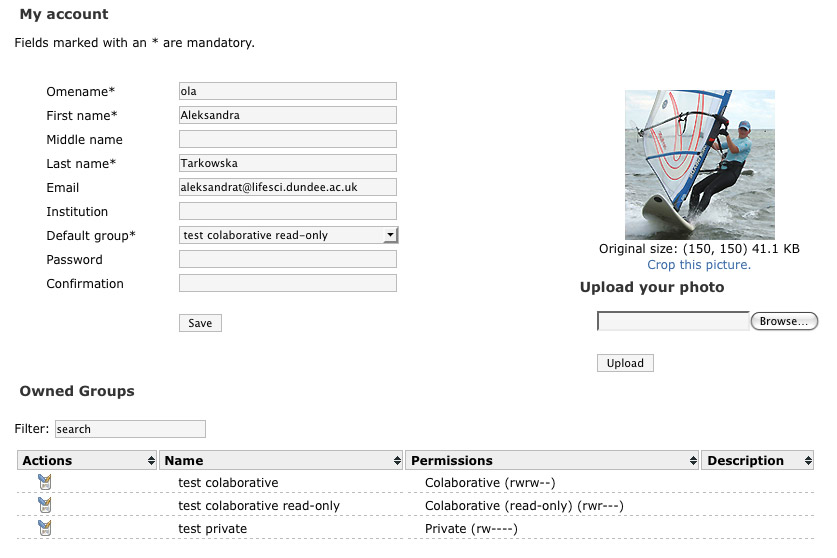 My account
Fields marked with an * are mandatory.
Omename* ola
First name* Aleksandra
Middle name
Last name* Tarkowska
Email aleksandrat@lifesci.dundee.ac.uk
Institution
Default group* test colaborative read-only
Password
Confirmation
Save
Original size: (150, 150) 41.1 KB
Crop this picture.
Upload your photo
Browse...
Upload
Owned Groups
Filter: search
Actions Name Permissions Description
test colaborative Colaborative (rwrw--)
test colaborative read-only Colaborative (read-only) (rwr---)
test private Private (rw----)